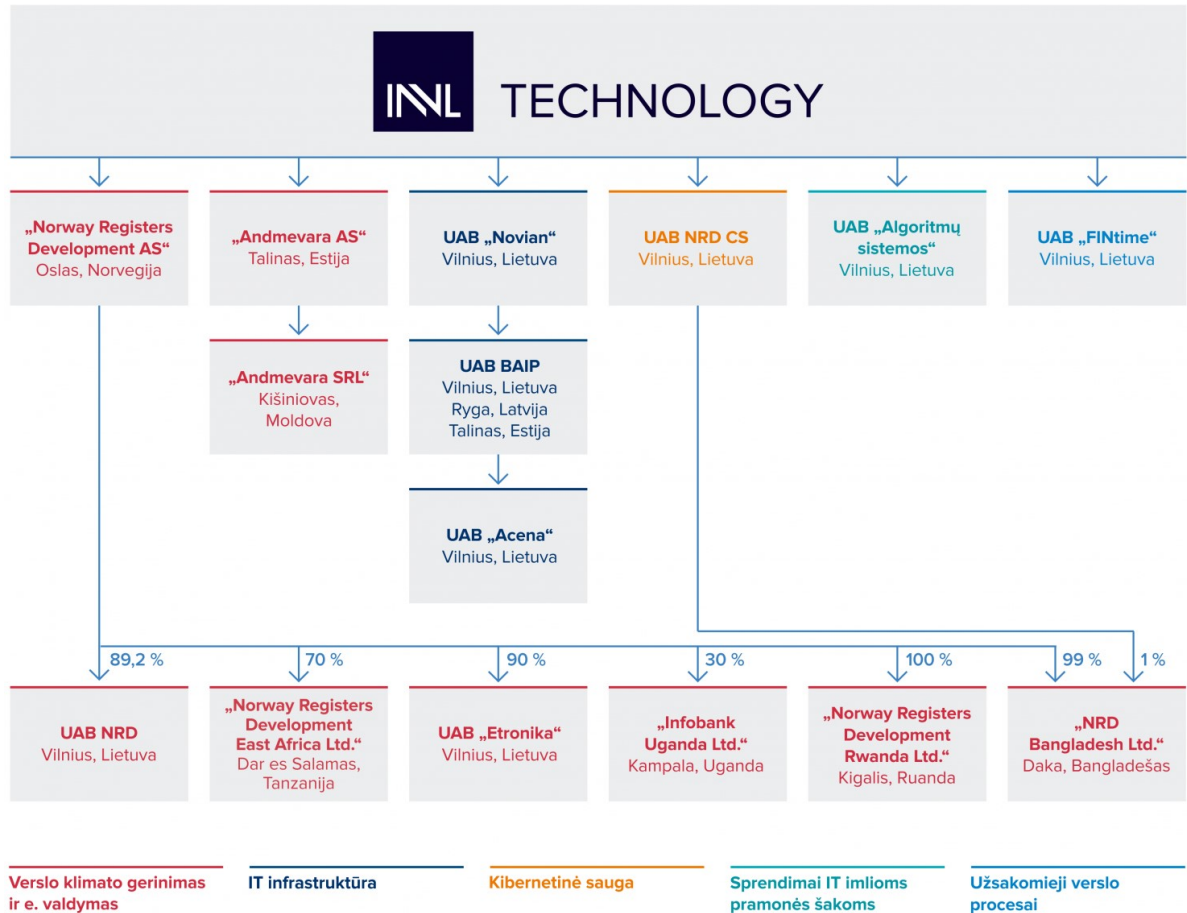 INVL TECHNOLOGY
„Norway Registers
Development AS“
Oslas, Norvegija
„Andmevara AS“
Talinas, Estija
UAB „Novian“
Vilnius, Lietuva
UAB NRD CS
Vilnius, Lietuva
UAB „Algoritmų
sistemos“
Vilnius, Lietuva
UAB „FINtime“
Vilnius, Lietuva
„Andmevara SRL“
Kišiniovas,
Moldova
UAB BAIP
Vilnius, Lietuva
Ryga, Latvija
Talinas, Estija
UAB „Acena“
Vilnius, Lietuva
89,2 %
70 %
90 %
30 %
100 %
99 %
1 %
UAB NRD
Vilnius, Lietuva
„Norway Registers
Development
East Africa Ltd.“
Dar es Salamas,
Tanzanija
UAB „Etronika“
Vilnius, Lietuva
„Infobank
Uganda Ltd.“
Kampala, Uganda
„Norway Registers
Development
Rwanda Ltd.“
Kigalis, Ruanda
„NRD
Bangladesh Ltd.“
Daka, Bangladešas
Verslo klimato gerinimas
ir e. valdymas
IT infrastruktūra
Kibernetinė sauga
Sprendimai IT imlioms
pramonės šakoms
Užsakomieji verslo
procesai